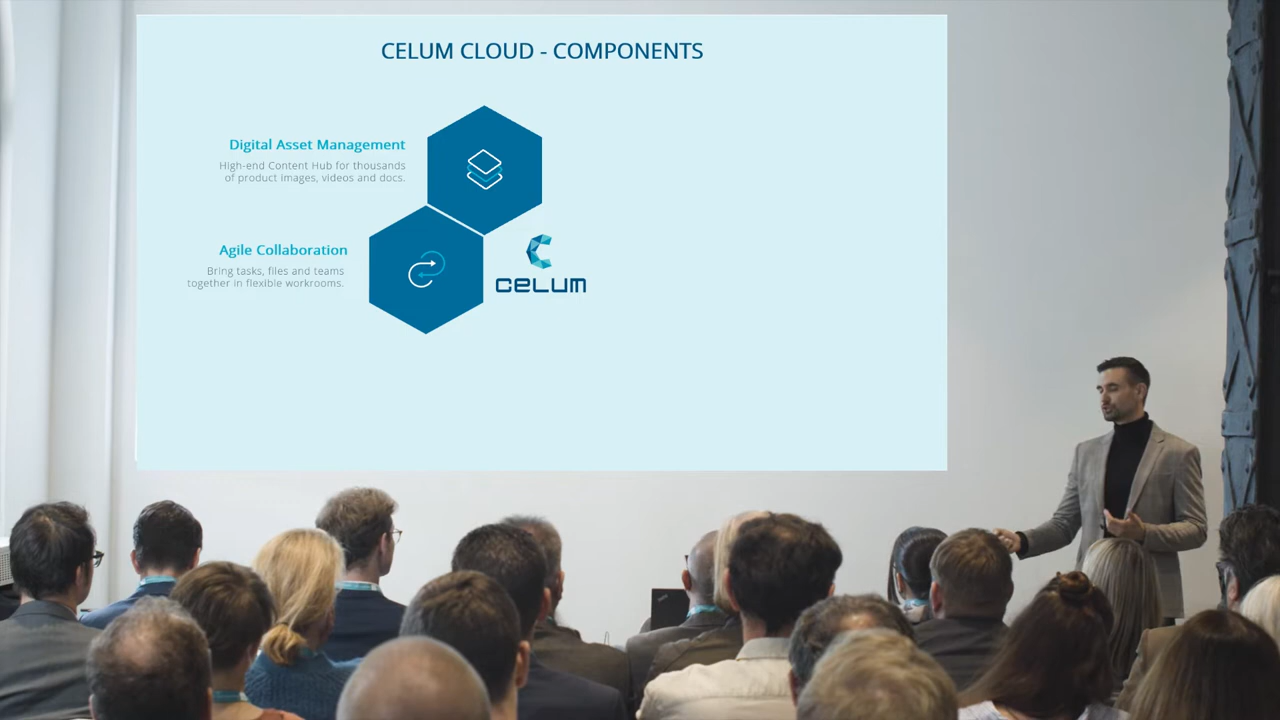 CELUM CLOUD - COMPONENTS
Digital Asset Management
High-end Content Hub for thousands
of product images, videos and docs.
Agile Collaboration
Bring tasks, files and teams
together in flexible workrooms.
CELUM